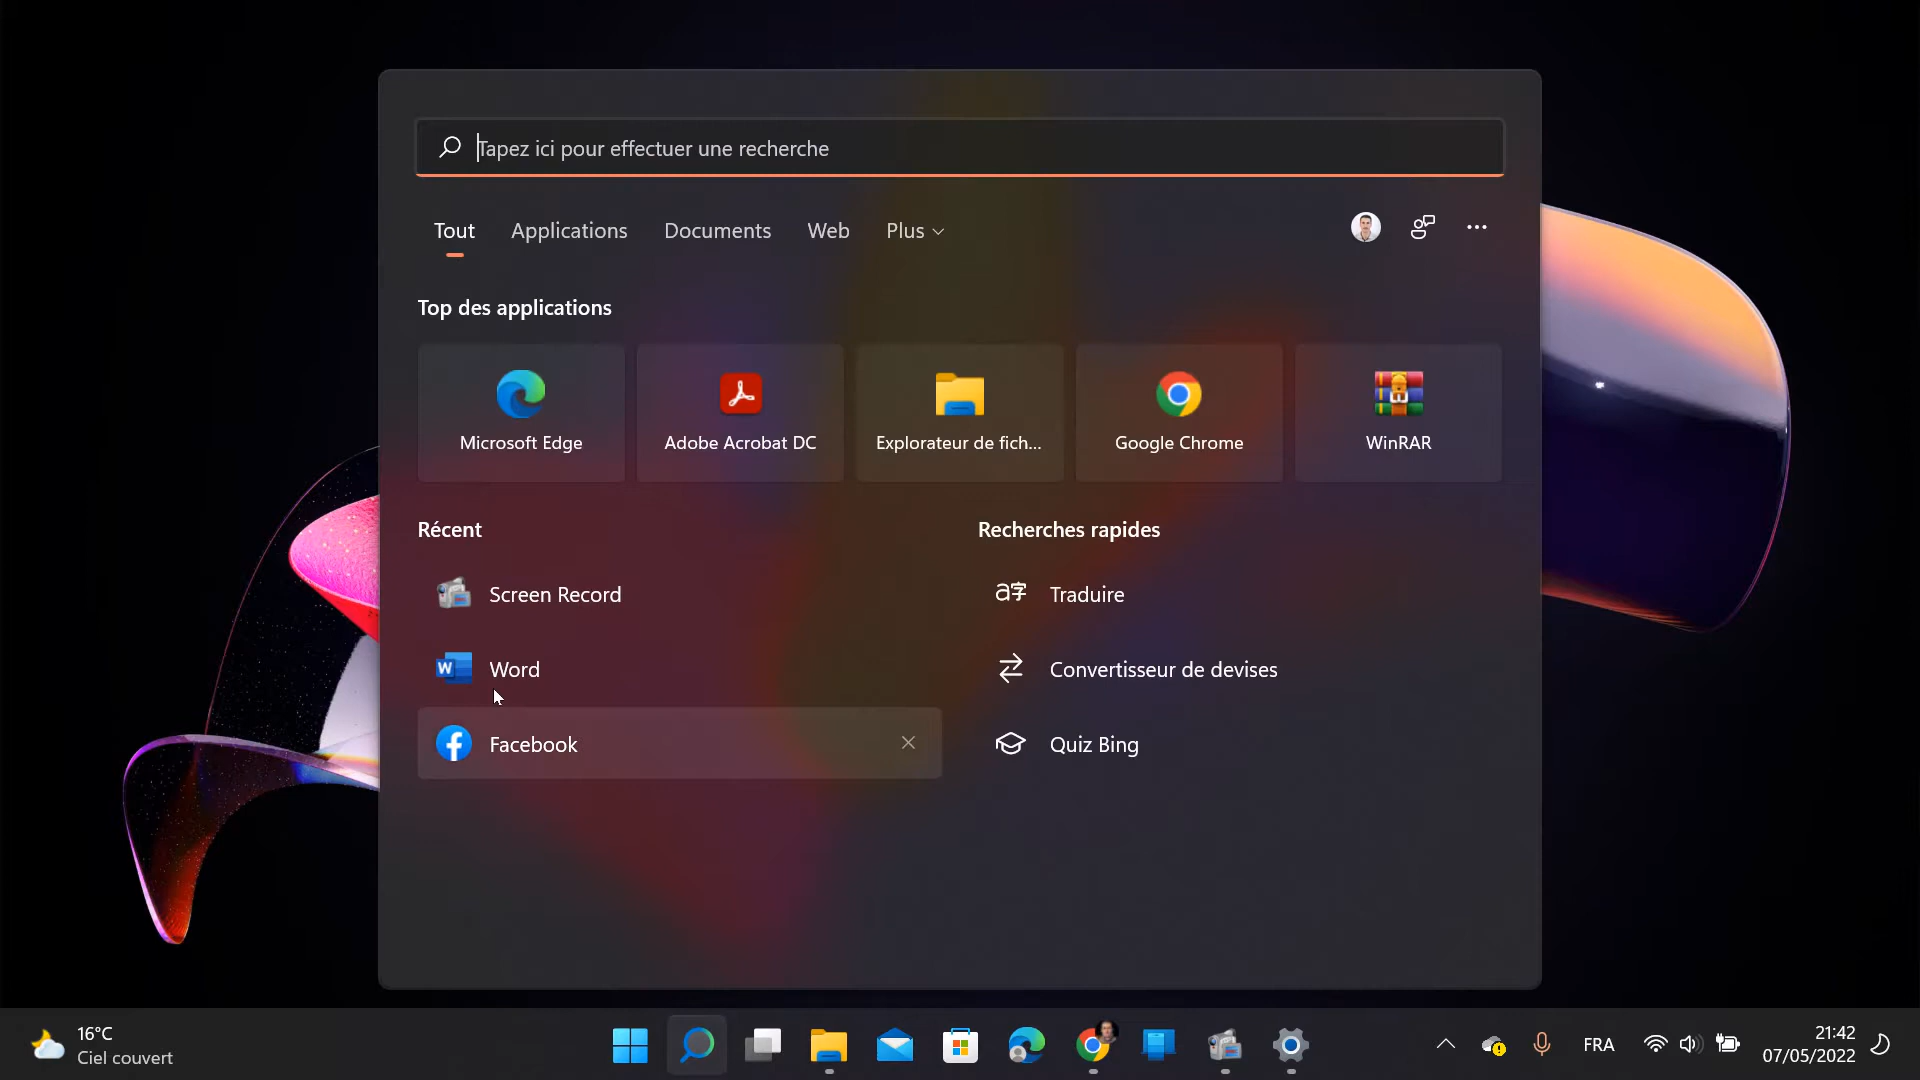 Tapez ici pour effectuer une recherche
Tout Applications Documents Web Plus
Top des applications
Microsoft Edge Adobe Acrobat DC Explorateur de fich... Google Chrome WinRAR
Récent Recherches rapides
Screen Record Traduire
Word Convertisseur de devises
Facebook Quiz Bing
16°C
Ciel couvert
FRA
21:42
07/05/2022